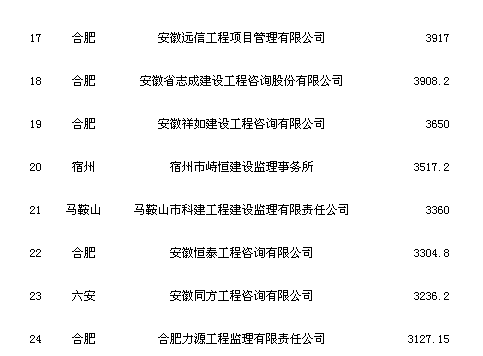 17 合肥 安徽远信工程项目管理有限公司 3917
18 合肥 安徽省志成建设工程咨询股份有限公司 3908.2
19 合肥 安徽祥如建设工程咨询有限公司 3650
20 宿州 宿州市峙恒建设监理事务所 3517.2
21 马鞍山 马鞍山市科建工程建设监理有限责任公司 3360
22 合肥 安徽恒泰工程咨询有限公司 3304.8
23 六安 安徽同方工程咨询有限公司 3236.2
24 合肥 合肥力源工程监理有限责任公司 3127.15